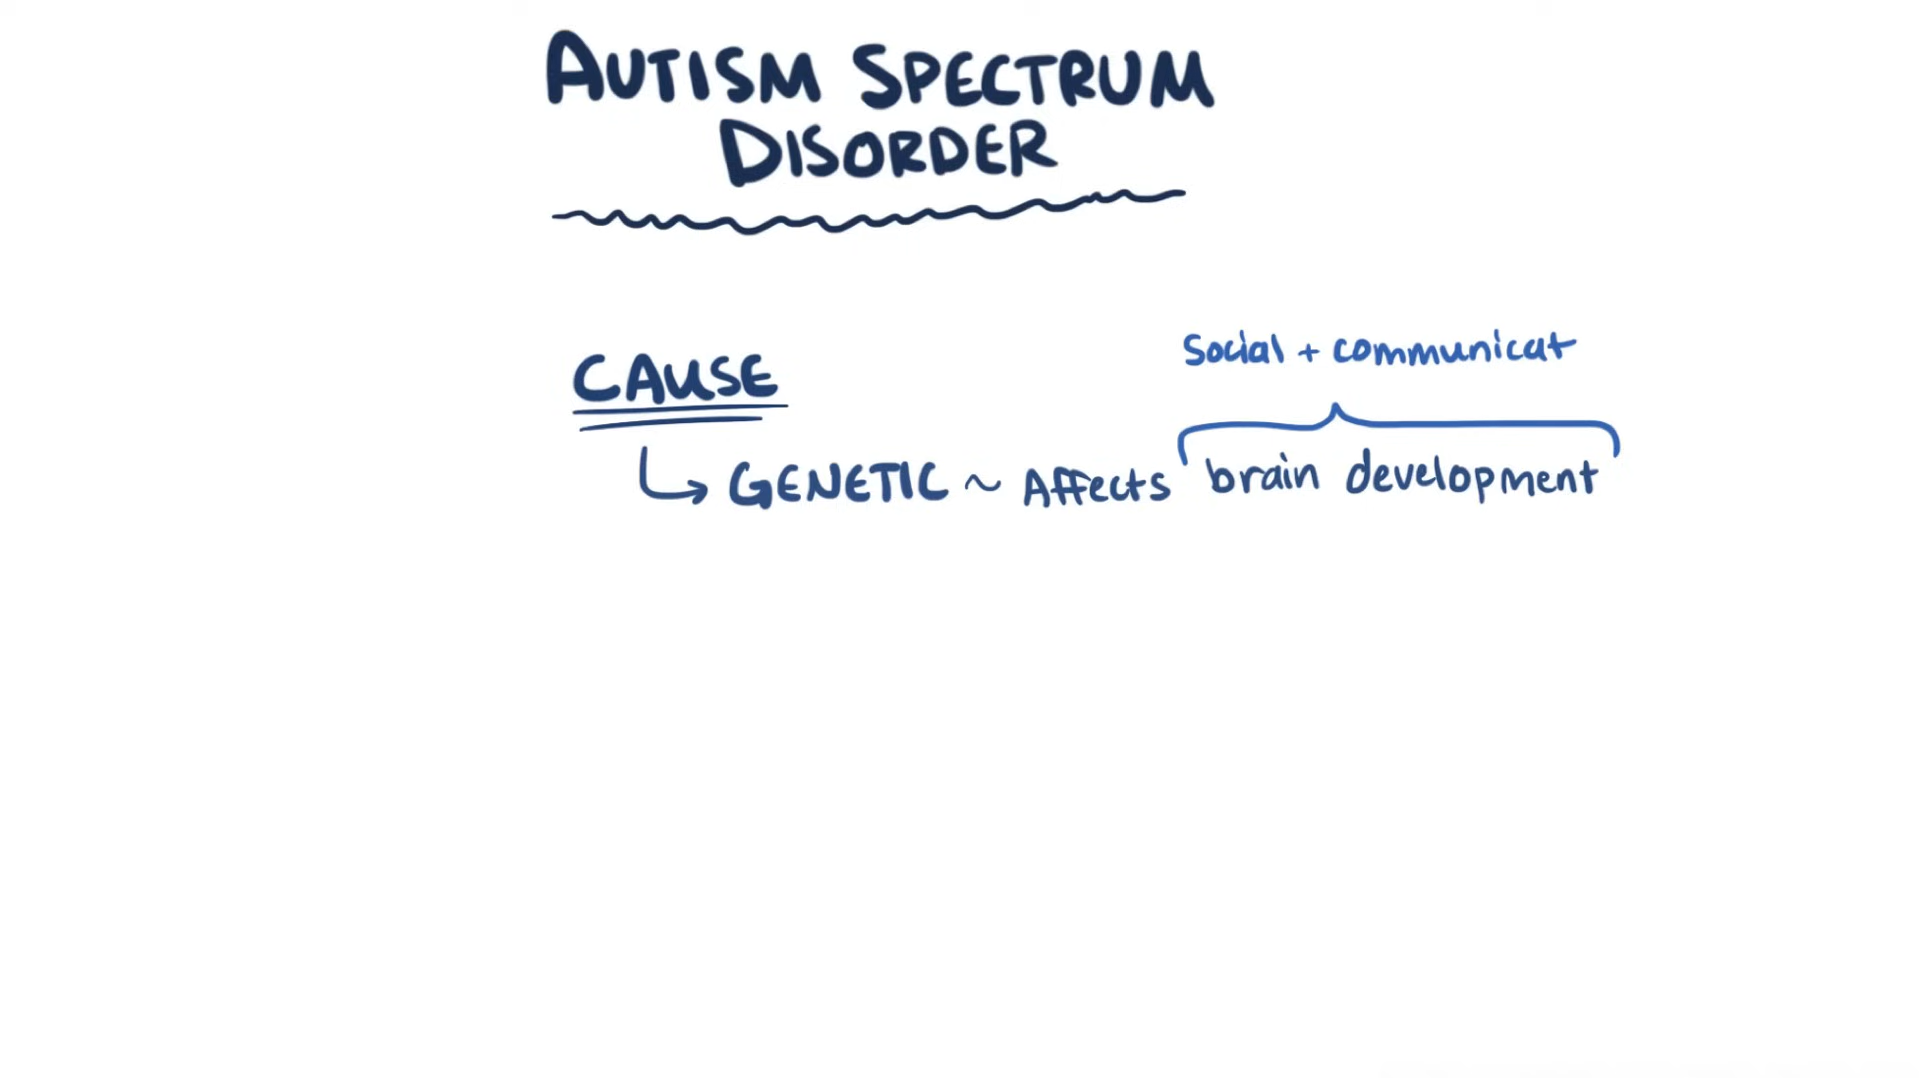 AUTISM SPECTRUM
DISORDER
CAUSE
Social + communicat
GENETIC ~ Affects brain development